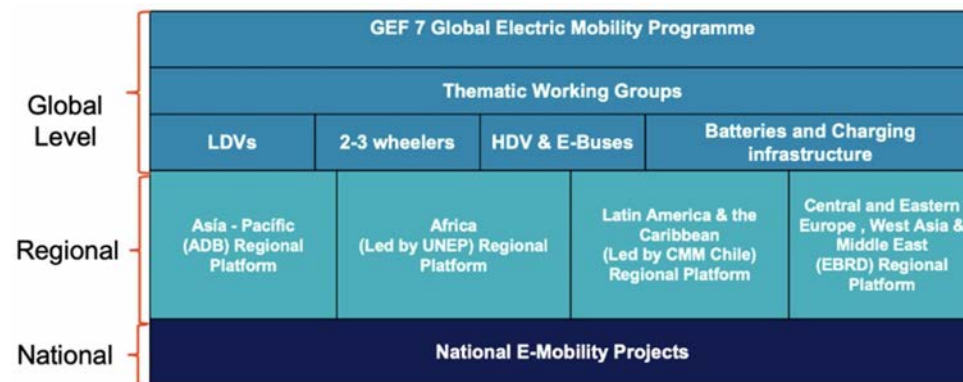 GEF 7 Global Electric Mobility Programme
Global
Level
Thematic Working Groups
LDVs
2-3 wheelers
HDV & E-Buses
Batteries and Charging
infrastructure
Regional
Asía - Pacífic
(ADB) Regional
Platform
Africa
(Led by UNEP) Regional
Platform
Latin America & the
Caribbean
(Led by CMM Chile)
Regional Platform
Central and Eastern
Europe , West Asia &
Middle East
(EBRD) Regional
Platform
National
National E-Mobility Projects